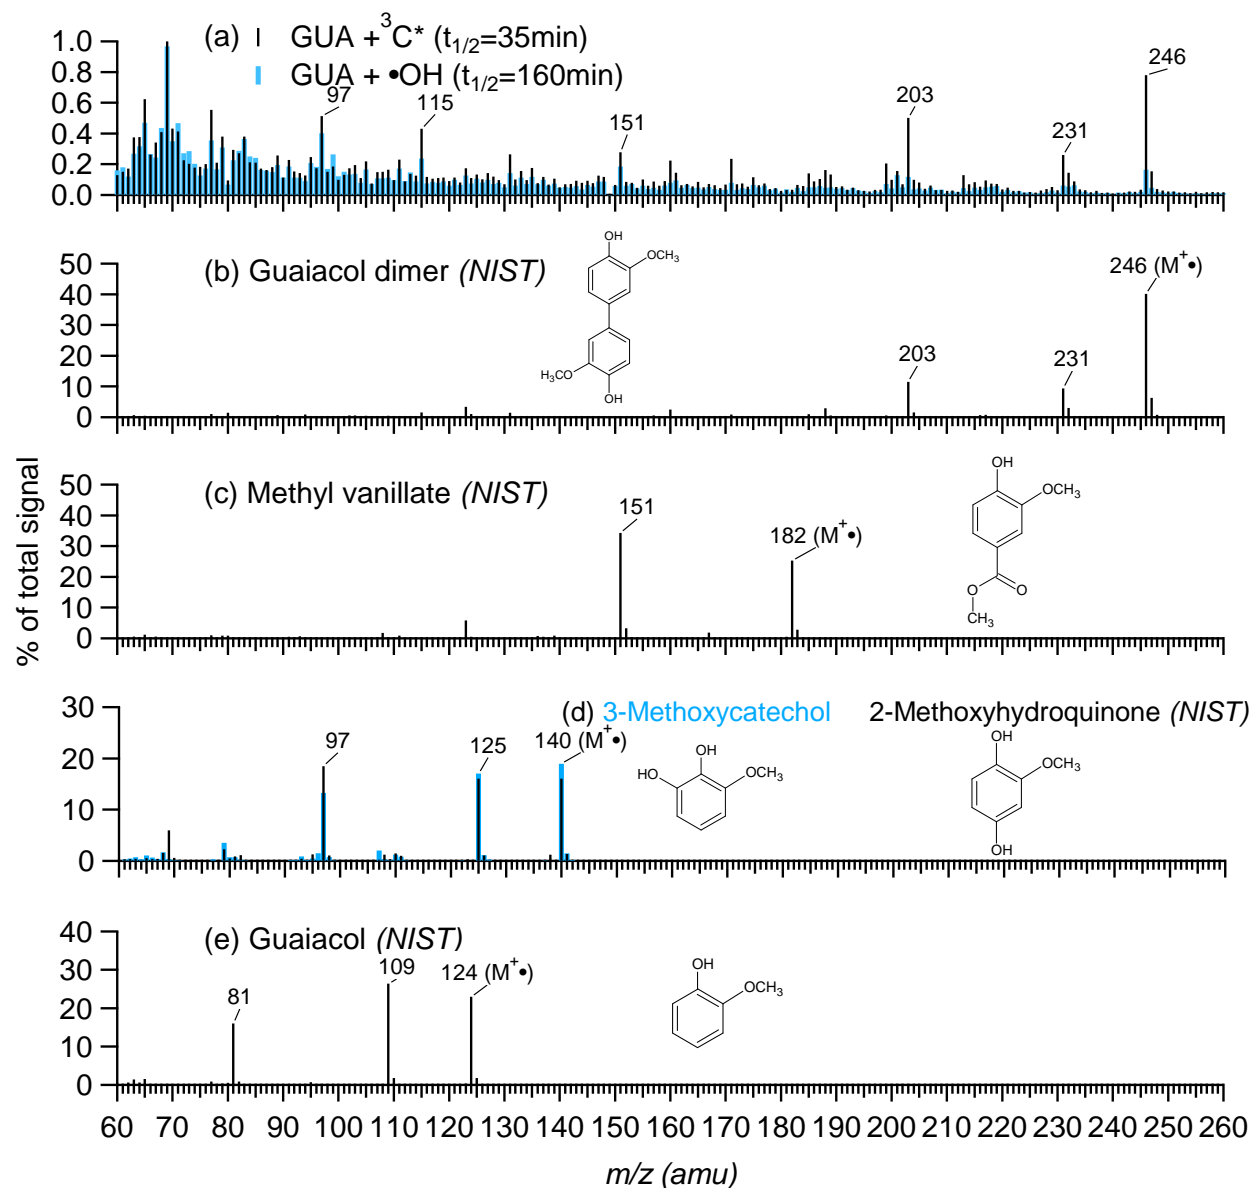 (a) GUA + ³C* (t1/2=35min)
GUA + •OH (t1/2=160min)
1.0
0.8
0.6
0.4
0.2
0.0
97
115
151
203
231
246
(b) Guaiacol dimer (NIST)
50
40
30
20
10
0
OH
OCH3
H3CO
OH
203
231
246 (M+•)
% of total signal
(c) Methyl vanillate (NIST)
50
40
30
20
10
0
151
182 (M+•)
OH
OCH3
O
O
CH3
(d) 3-Methoxycatechol 2-Methoxyhydroquinone (NIST)
30
20
10
0
97
125
140 (M+•)
OH
HO
OCH3
OH
OCH3
OH
(e) Guaiacol (NIST)
40
30
20
10
0
81
109
124 (M+•)
OH
OCH3
60 70 80 90 100 110 120 130 140 150 160 170 180 190 200 210 220 230 240 250 260
m/z (amu)